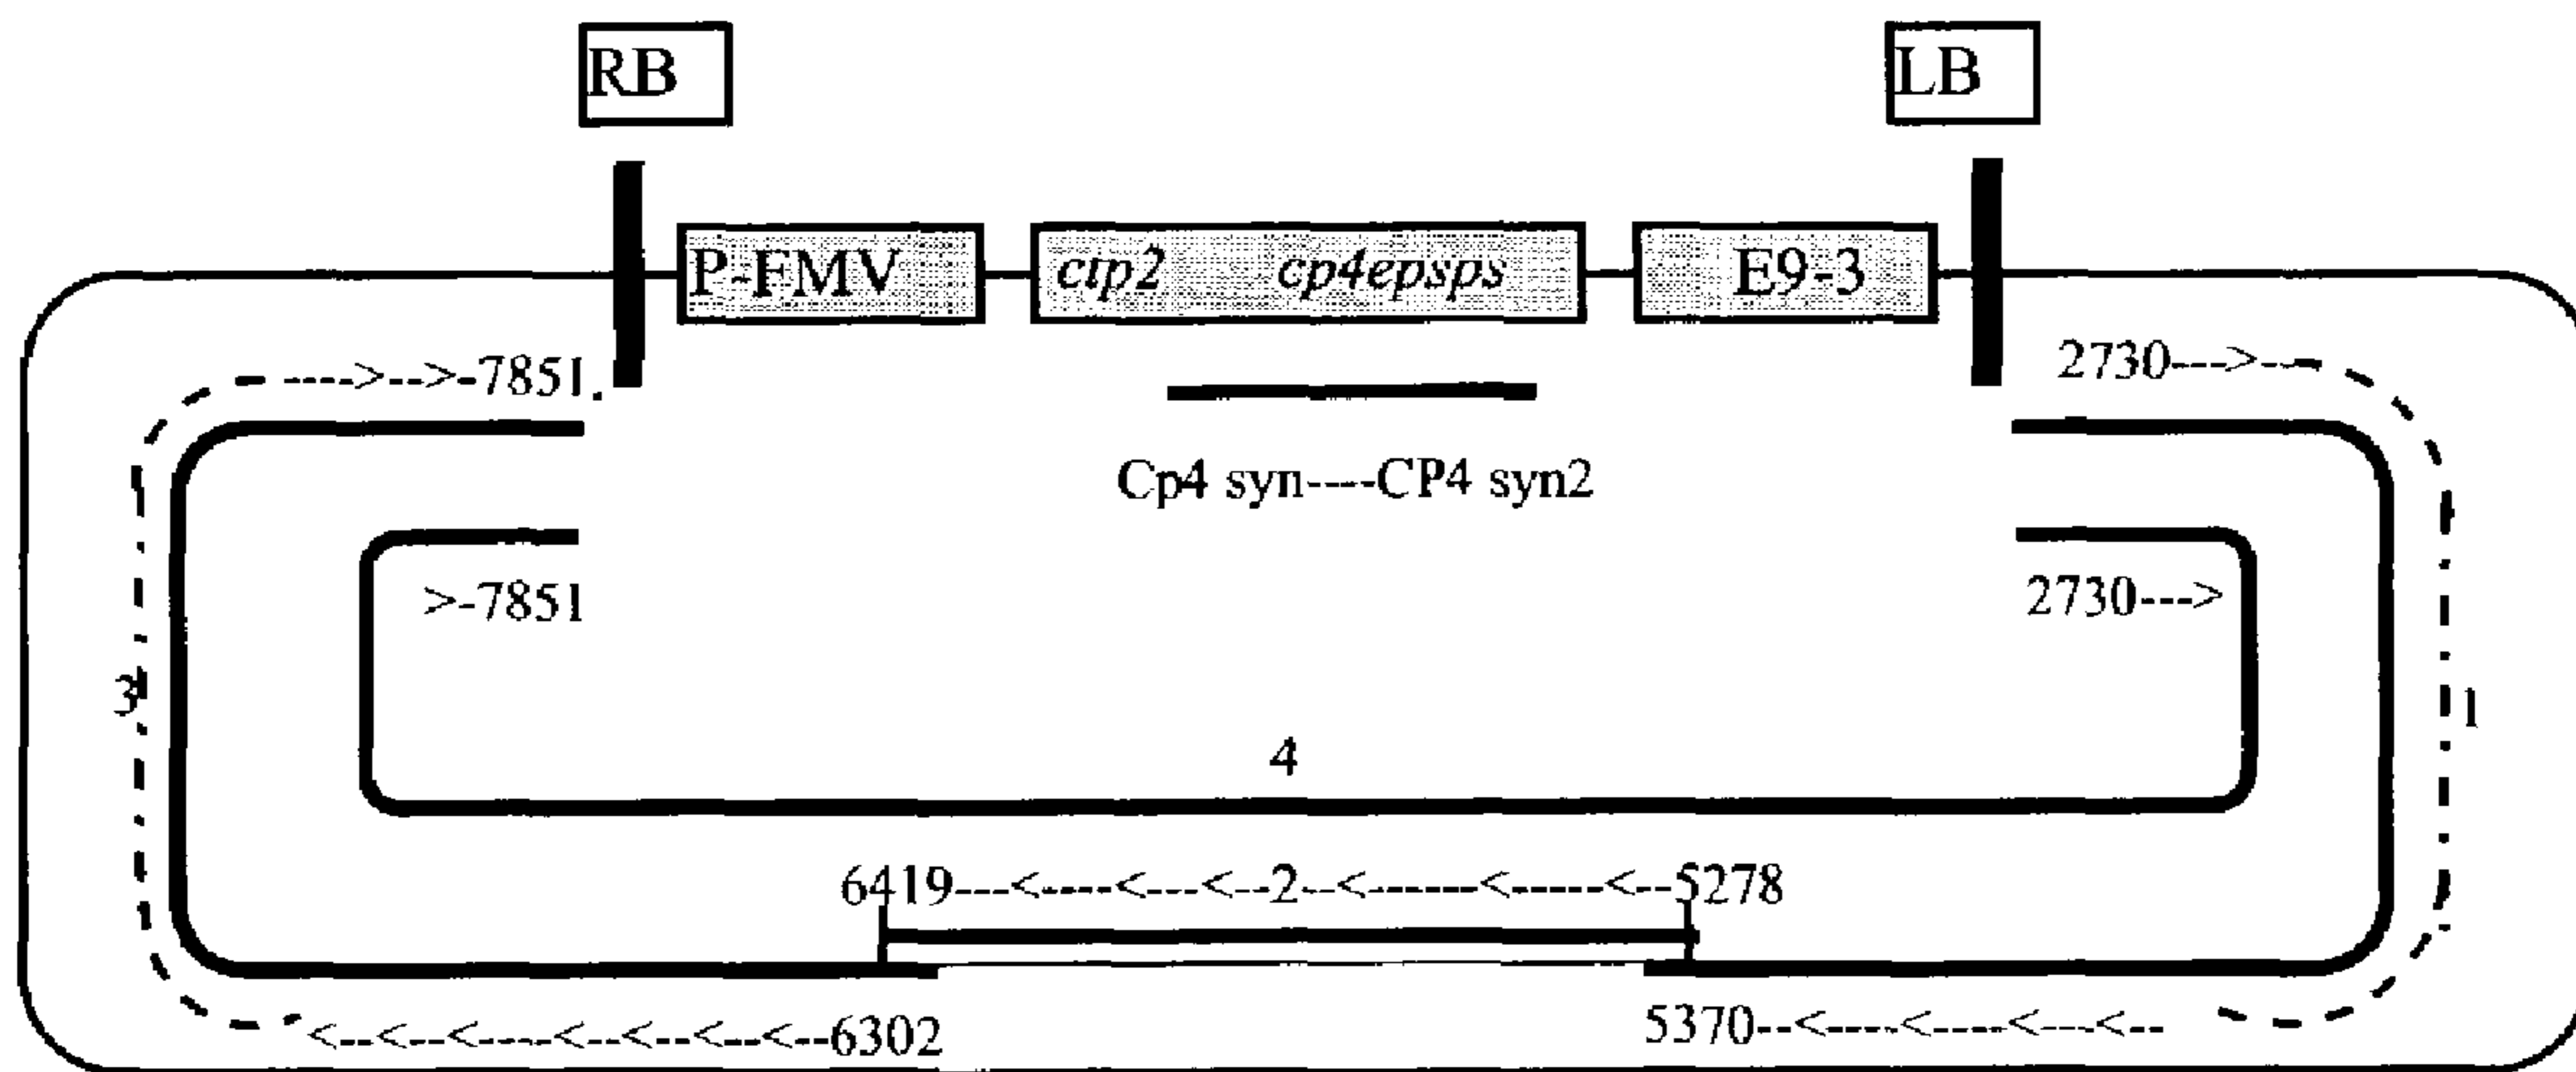 RB LB
P-FMV ctp2 cp4epsps E9-3
---->-->-7851. 2730--->--
Cp4 syn----CP4 syn2
>-7851 2730--->
3 1
4
6419---<----<---<--2--<------<-----<--5278
<--<--<----<--<--<--<--6302 5370--<----<----<---<--